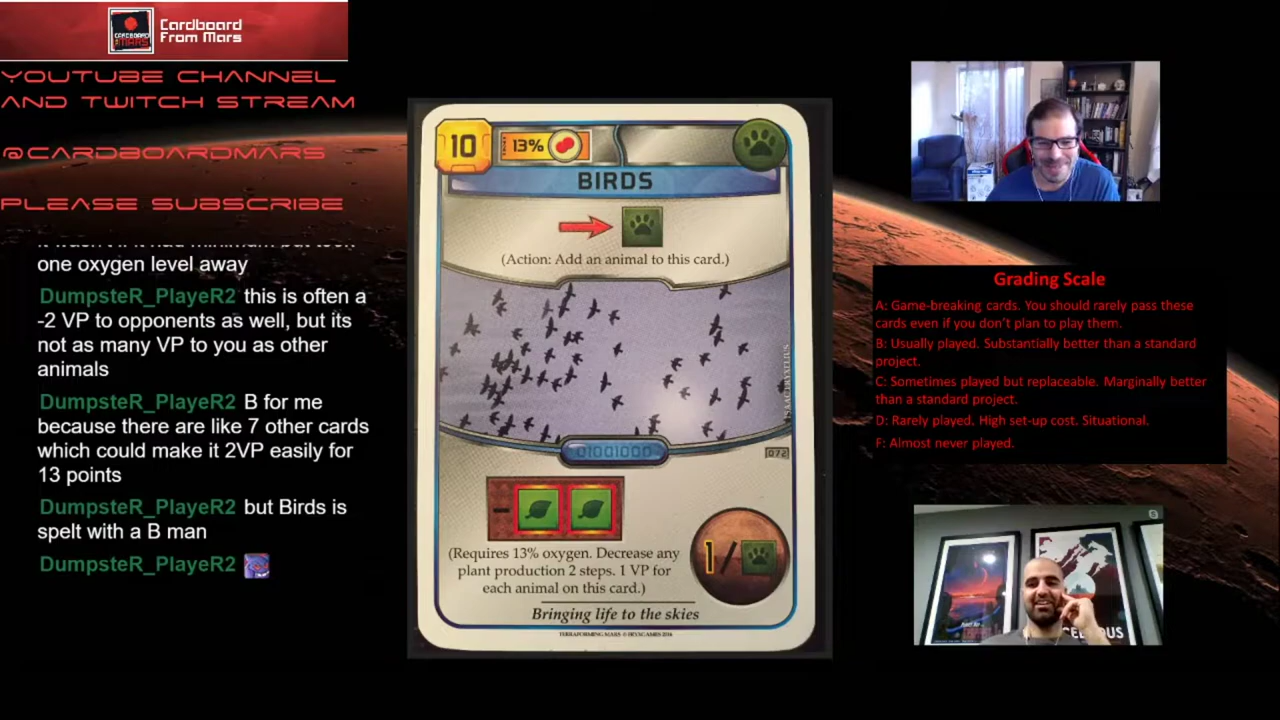 Cardboard
From Mars
YOUTUBE CHANNEL
AND TWITCH STREAM
@CARDBOARDMARS
PLEASE SUBSCRIBE
one oxygen level away
DumpsteR_PlayeR2 this is often a
-2 VP to opponents as well, but its
not as many VP to you as other
animals
DumpsteR_PlayeR2 B for me
because there are like 7 other cards
which could make it 2VP easily for
13 points
DumpsteR_PlayeR2 but Birds is
spelt with a B man
DumpsteR_PlayeR2
10
13%
BIRDS
(Action: Add an animal to this card.)
072
1/
(Requires 13% oxygen. Decrease any
plant production 2 steps. 1 VP for
each animal on this card.)
Bringing life to the skies
TERRAFORMING MARS © FRYXGAMES 2016
Grading Scale
A: Game-breaking cards. You should rarely pass these
cards even if you don't plan to play them.
B: Usually played. Substantially better than a standard
project.
C: Sometimes played but replaceable. Marginally better
than a standard project.
D: Rarely played. High set-up cost. Situational.
F: Almost never played.